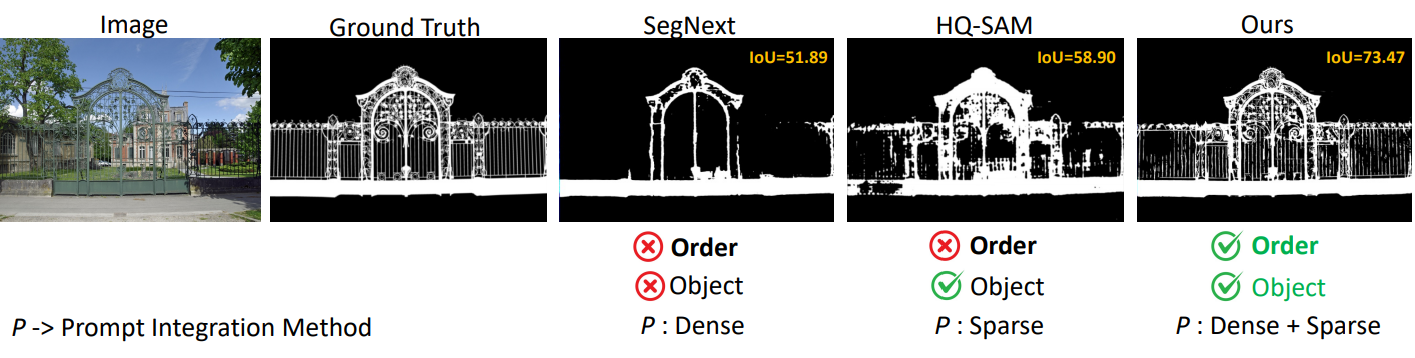 Image Ground Truth SegNext HQ-SAM Ours
IoU=51.89 IoU=58.90 IoU=73.47
Order Order Order
Object Object Object
P -> Prompt Integration Method P : Dense P : Sparse P : Dense + Sparse